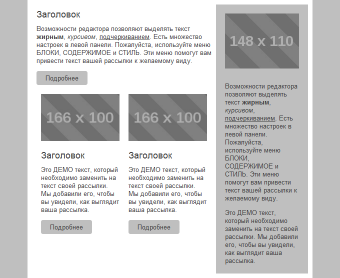 Заголовок
Возможности редактора позволяют выделять текст
жирным, курсивом, подчеркиванием. Есть множество
настроек в левой панели. Пожалуйста, используйте меню
БЛОКИ, СОДЕРЖИМОЕ и СТИЛЬ. Эти меню помогут вам
привести текст вашей рассылки к желаемому виду.
Подробнее
166 x 100
Заголовок
Это ДЕМО текст, который
необходимо заменить на
текст своей рассылки.
Мы добавили его, чтобы
вы увидели, как выглядит
ваша рассылка.
Подробнее
166 x 100
Заголовок
Это ДЕМО текст, который
необходимо заменить на
текст своей рассылки.
Мы добавили его, чтобы
вы увидели, как выглядит
ваша рассылка.
Подробнее
148 x 110
Возможности редактора
позволяют выделять
текст жирным,
курсивом,
подчеркиванием. Есть
множество настроек в
левой панели.
Пожалуйста,
используйте меню
БЛОКИ,
СОДЕРЖИМОЕ и
СТИЛЬ. Эти меню
помогут вам привести
текст вашей рассылки к
желаемому виду.
Это ДЕМО текст,
который необходимо
заменить на текст
своей рассылки. Мы
добавили его, чтобы
вы увидели, как
выглядит ваша
рассылка.